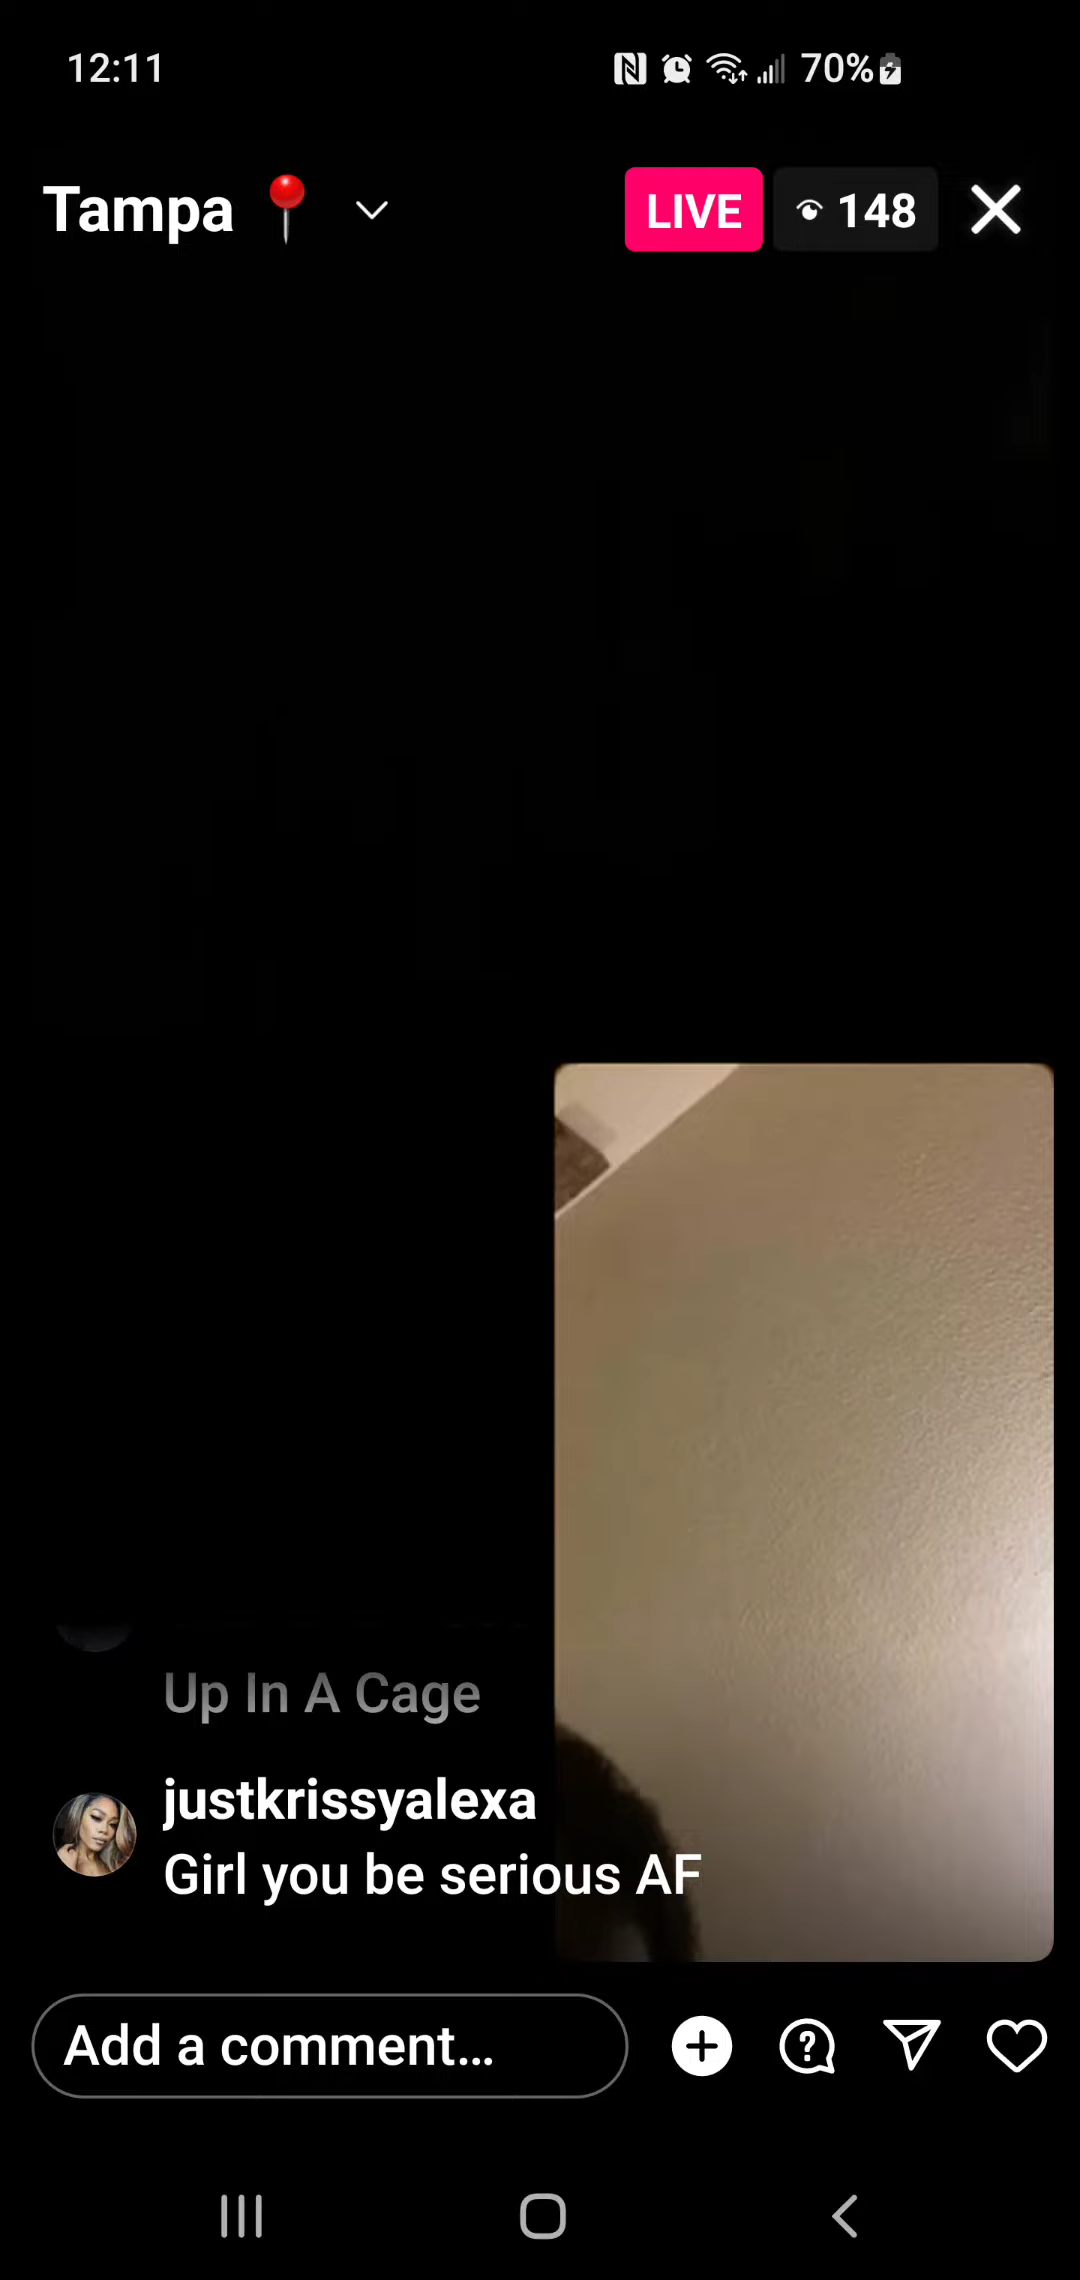 12:11 70%
Tampa 📍 LIVE 148
Up In A Cage
justkrissyalexa
Girl you be serious AF
Add a comment...